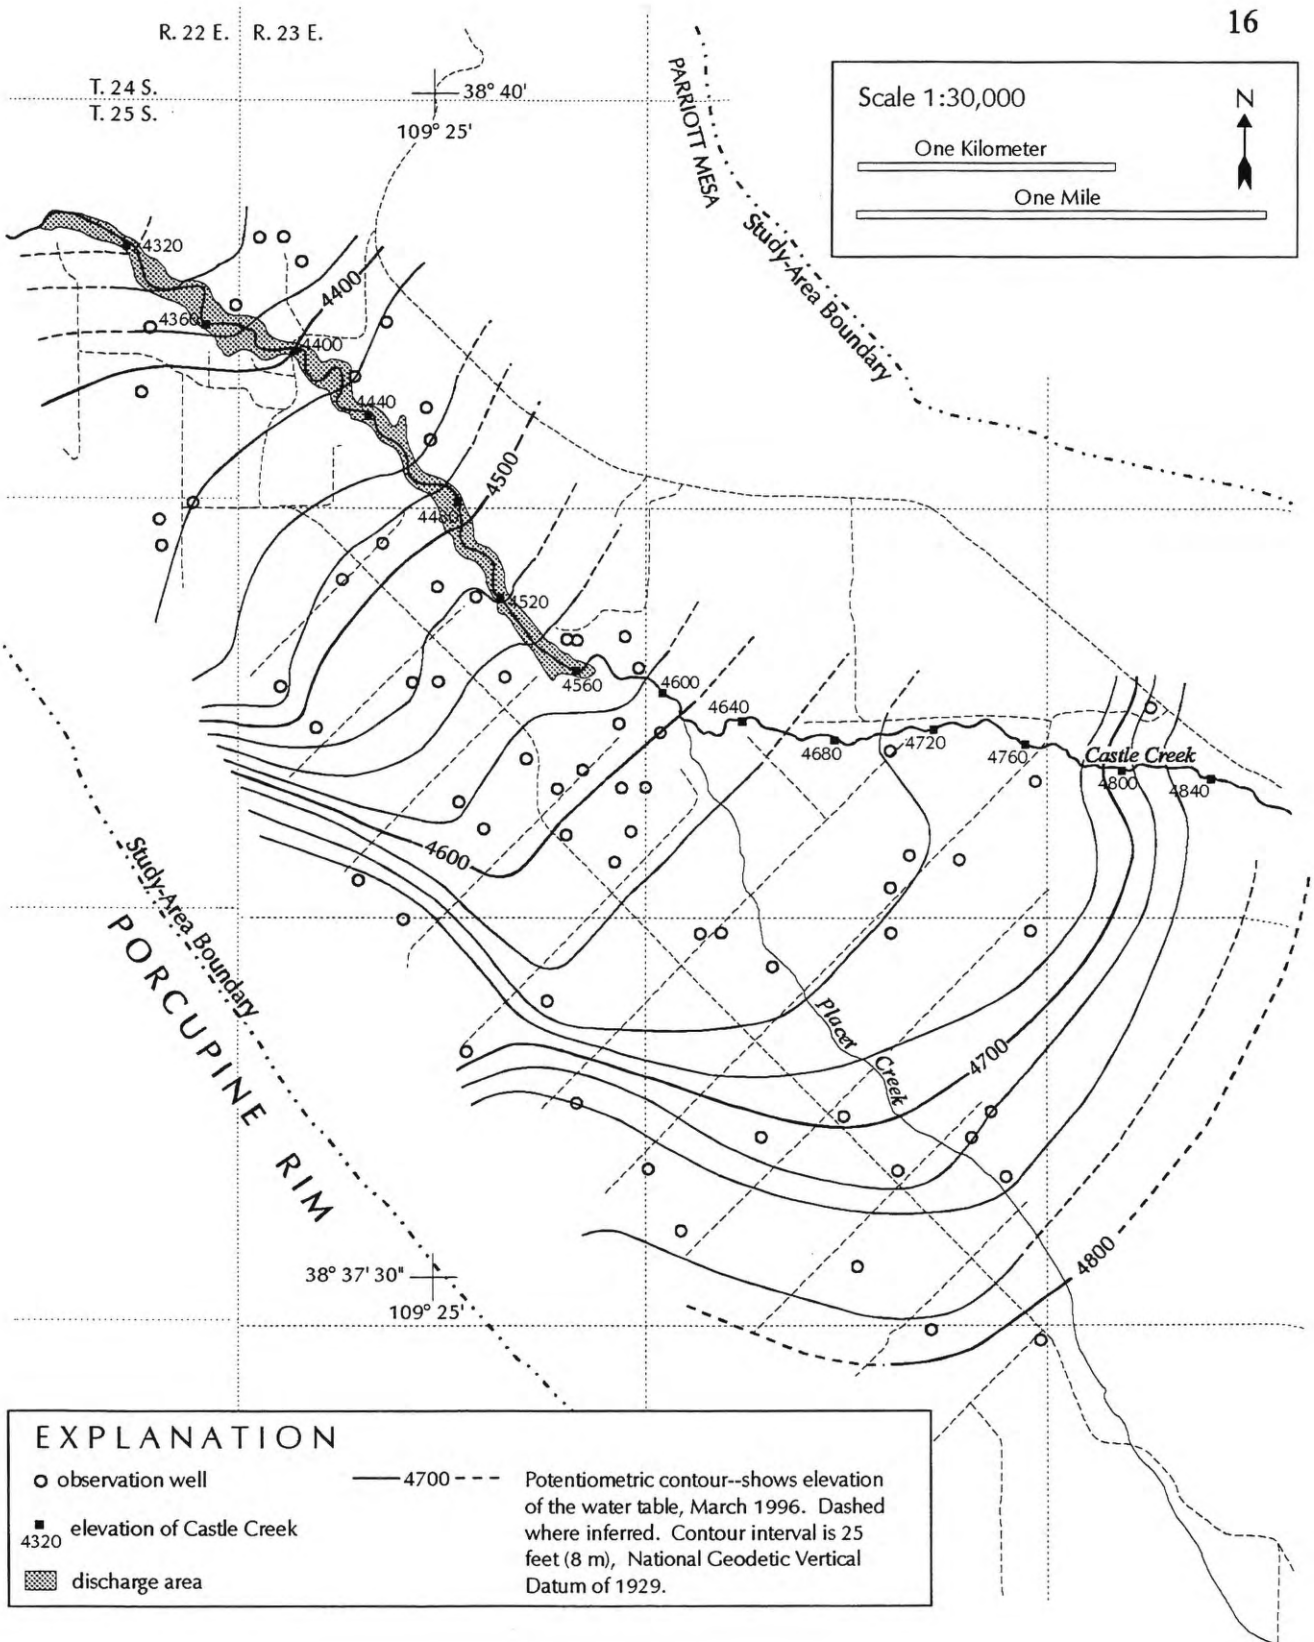 16
R. 22 E. R. 23 E.
T. 24 S.
T. 25 S.
38° 40'
109° 25'
PARRIOTT MESA
Study-Area Boundary
Scale 1:30,000
One Kilometer
One Mile
N
4320
4360
4400
4400
4440
4480
4500
4520
4560
4600
4640
4680
4720
4760
Castle Creek
4800
4840
4600
Study-Area Boundary
PORCUPINE RIM
Placer Creek
4700
4800
38° 37' 30"
109° 25'
EXPLANATION
observation well
4320 elevation of Castle Creek
discharge area
4700
Potentiometric contour--shows elevation
of the water table, March 1996. Dashed
where inferred. Contour interval is 25
feet (8 m), National Geodetic Vertical
Datum of 1929.